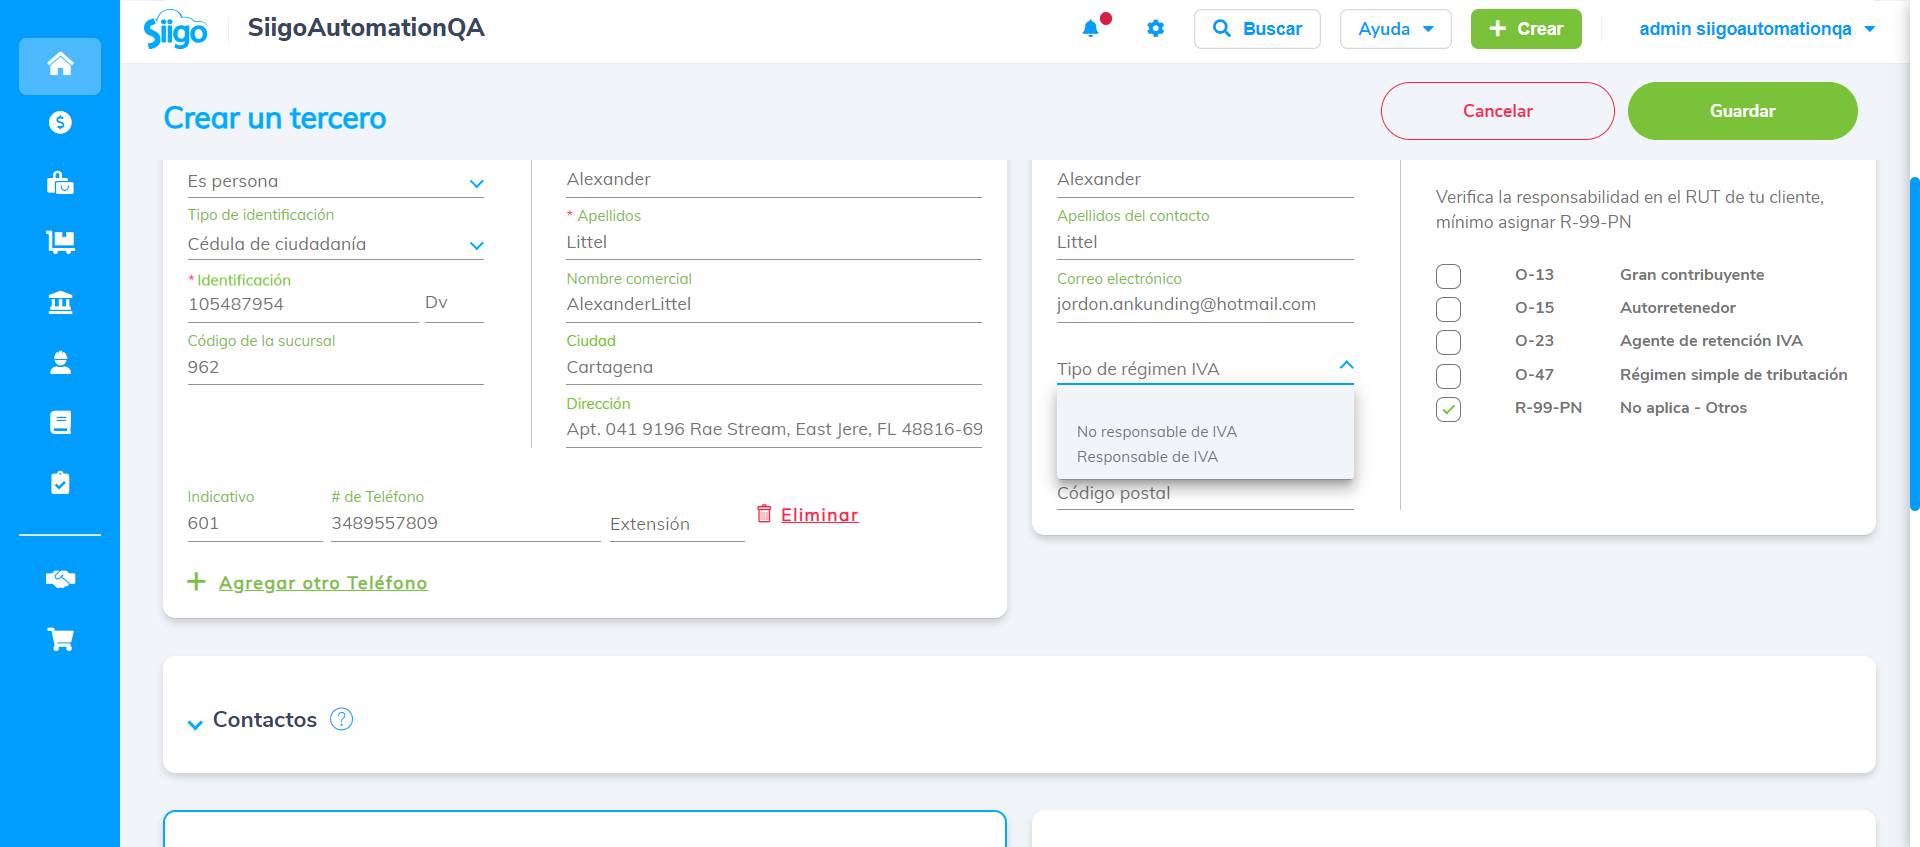 Siigo
SiigoAutomationQA
Buscar
Ayuda
Crear
admin siigoautomationqa
Crear un tercero
Cancelar
Guardar
Es persona
Tipo de identificación
Cédula de ciudadanía
* Identificación
105487954
Dv
Código de la sucursal
962
Alexander
* Apellidos
Littel
Nombre comercial
AlexanderLittel
Ciudad
Cartagena
Dirección
Apt. 041 9196 Rae Stream, East Jere, FL 48816-69
Indicativo
601
# de Teléfono
3489557809
Extensión
Eliminar
Agregar otro Teléfono
Alexander
Apellidos del contacto
Littel
Correo electrónico
jordon.ankunding@hotmail.com
Tipo de régimen IVA
No responsable de IVA
Responsable de IVA
Código postal
Verifica la responsabilidad en el RUT de tu cliente,
mínimo asignar R-99-PN
O-13 Gran contribuyente
O-15 Autorretenedor
O-23 Agente de retención IVA
O-47 Régimen simple de tributación
R-99-PN No aplica - Otros
Contactos ?